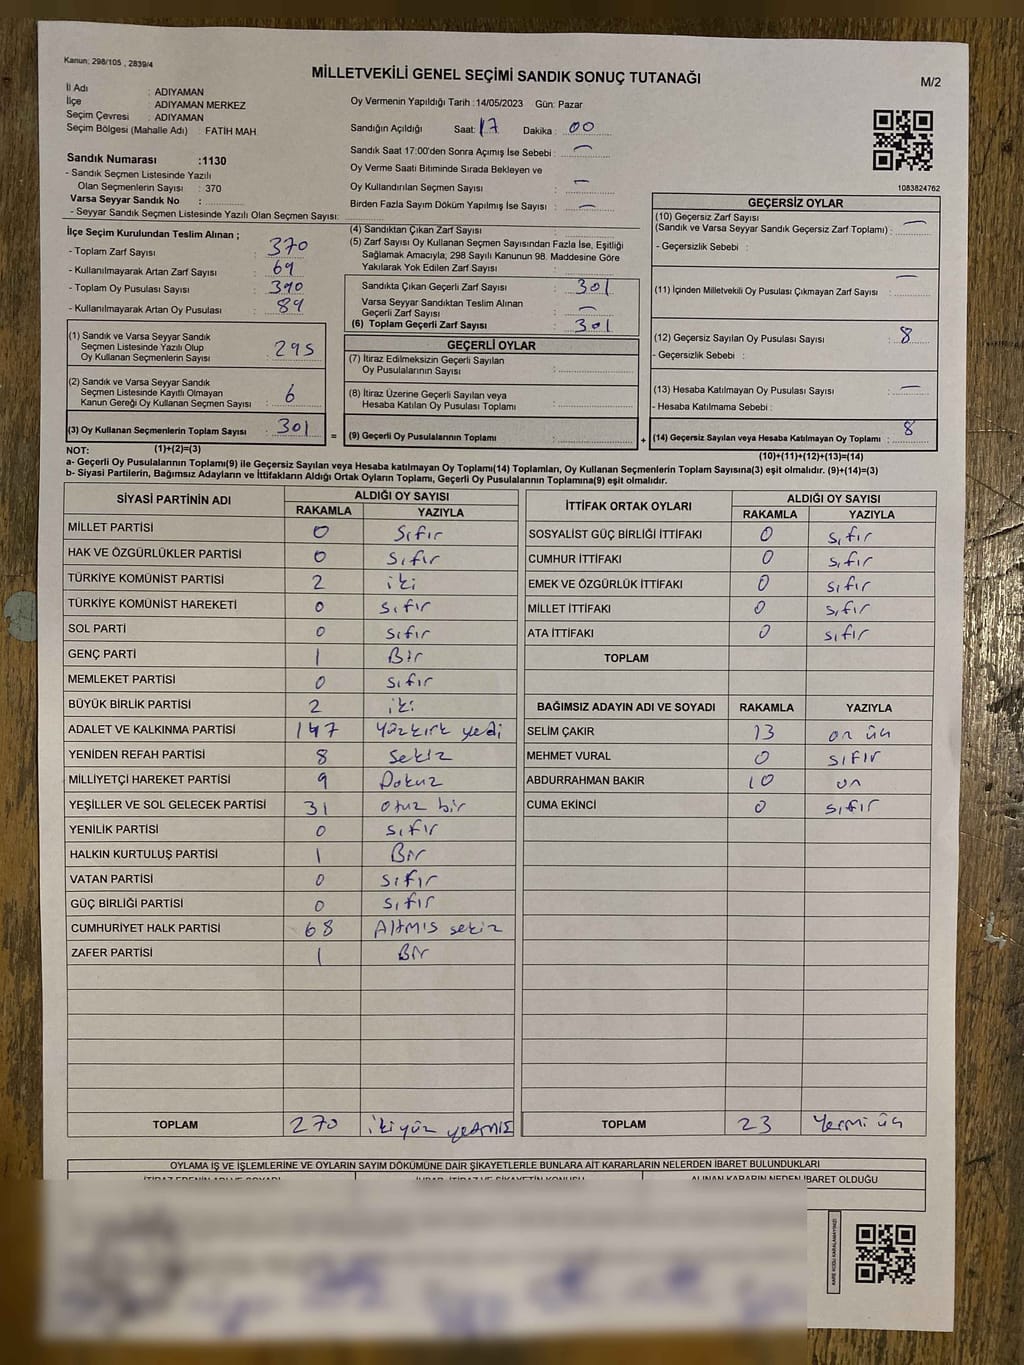 Kanun: 298/105 , 2839/4
MİLLETVEKİLİ GENEL SEÇİMİ SANDIK SONUÇ TUTANAĞI
M/2
İl Adı : ADIYAMAN
İlçe : ADIYAMAN MERKEZ
Seçim Çevresi : ADIYAMAN
Seçim Bölgesi (Mahalle Adı) : FATİH MAH.
Sandık Numarası :1130
- Sandık Seçmen Listesinde Yazılı
Olan Seçmenlerin Sayısı : 370
Varsa Seyyar Sandık No :
- Seyyar Sandık Seçmen Listesinde Yazılı Olan Seçmen Sayısı:
Oy Vermenin Yapıldığı Tarih :14/05/2023 Gün: Pazar
Sandığın Açıldığı Saat: 17 Dakika : 00
Sandık Saat 17:00'den Sonra Açımış İse Sebebi : —
Oy Verme Saati Bitiminde Sırada Bekleyen ve
Oy Kullandırılan Seçmen Sayısı : —
Birden Fazla Sayım Döküm Yapılmış İse Sayısı : —
1083824762
İlçe Seçim Kurulundan Teslim Alınan ;
- Toplam Zarf Sayısı : 370
- Kullanılmayarak Artan Zarf Sayısı : 69
- Toplam Oy Pusulası Sayısı : 390
- Kullanılmayarak Artan Oy Pusulası : 89
(1) Sandık ve Varsa Seyyar Sandık
Seçmen Listesinde Yazılı Olup
Oy Kullanan Seçmenlerin Sayısı : 295
(2) Sandık ve Varsa Seyyar Sandık
Seçmen Listesinde Kayıtlı Olmayan
Kanun Gereği Oy Kullanan Seçmen Sayısı : 6
(3) Oy Kullanan Seçmenlerin Toplam Sayısı : 301
(1)+(2)=(3)
(4) Sandıktan Çıkan Zarf Sayısı :
(5) Zarf Sayısı Oy Kullanan Seçmen Sayısından Fazla İse, Eşitliği
Sağlamak Amacıyla; 298 Sayılı Kanunun 98. Maddesine Göre
Yakılarak Yok Edilen Zarf Sayısı :
Sandıkta Çıkan Geçerli Zarf Sayısı : 301
Varsa Seyyar Sandıktan Teslim Alınan
Geçerli Zarf Sayısı : —
(6) Toplam Geçerli Zarf Sayısı : 301
GEÇERLİ OYLAR
(7) İtiraz Edilmeksizin Geçerli Sayılan
Oy Pusulalarının Sayısı :
(8) İtiraz Üzerine Geçerli Sayılan veya
Hesaba Katılan Oy Pusulası Toplamı :
= (9) Geçerli Oy Pusulalarının Toplamı :
GEÇERSİZ OYLAR
(10) Geçersiz Zarf Sayısı
(Sandık ve Varsa Seyyar Sandık Geçersiz Zarf Toplamı) : —
- Geçersizlik Sebebi :
(11) İçinden Milletvekili Oy Pusulası Çıkmayan Zarf Sayısı : —
(12) Geçersiz Sayılan Oy Pusulası Sayısı : 8
- Geçersizlik Sebebi :
(13) Hesaba Katılmayan Oy Pusulası Sayısı : —
- Hesaba Katılmama Sebebi :
+ (14) Geçersiz Sayılan veya Hesaba Katılmayan Oy Toplamı : 8
(10)+(11)+(12)+(13)=(14)
NOT:
a- Geçerli Oy Pusulalarının Toplamı(9) ile Geçersiz Sayılan veya Hesaba katılmayan Oy Toplamı(14) Toplamları, Oy Kullanan Seçmenlerin Toplam Sayısına(3) eşit olmalıdır. (9)+(14)=(3)
b- Siyasi Partilerin, Bağımsız Adayların ve İttifakların Aldığı Ortak Oyların Toplamı, Geçerli Oy Pusulalarının Toplamına(9) eşit olmalıdır.
SİYASİ PARTİNİN ADI ALDIĞI OY SAYISI
RAKAMLA YAZIYLA
MİLLET PARTİSİ 0 Sıfır
HAK VE ÖZGÜRLÜKLER PARTİSİ 0 Sıfır
TÜRKİYE KOMÜNİST PARTİSİ 2 iki
TÜRKİYE KOMÜNİST HAREKETİ 0 sıfır
SOL PARTİ 0 sıfır
GENÇ PARTİ 1 Bir
MEMLEKET PARTİSİ 0 sıfır
BÜYÜK BİRLİK PARTİSİ 2 iki
ADALET VE KALKINMA PARTİSİ 147 Yüzkırk yedi
YENİDEN REFAH PARTİSİ 8 Sekiz
MİLLİYETÇİ HAREKET PARTİSİ 9 Dokuz
YEŞİLLER VE SOL GELECEK PARTİSİ 31 otuz bir
YENİLİK PARTİSİ 0 sıfır
HALKIN KURTULUŞ PARTİSİ 1 Bir
VATAN PARTİSİ 0 sıfır
GÜÇ BİRLİĞİ PARTİSİ 0 sıfır
CUMHURİYET HALK PARTİSİ 68 Altmıs sekiz
ZAFER PARTİSİ 1 Bir
TOPLAM 270 ikiyüz yetmiş
İTTİFAK ORTAK OYLARI ALDIĞI OY SAYISI
RAKAMLA YAZIYLA
SOSYALİST GÜÇ BİRLİĞİ İTTİFAKI 0 sıfır
CUMHUR İTTİFAKI 0 sıfır
EMEK VE ÖZGÜRLÜK İTTİFAKI 0 sıfır
MİLLET İTTİFAKI 0 sıfır
ATA İTTİFAKI 0 sıfır
TOPLAM
BAĞIMSIZ ADAYIN ADI VE SOYADI RAKAMLA YAZIYLA
SELİM ÇAKIR 13 on üç
MEHMET VURAL 0 sıfır
ABDURRAHMAN BAKIR 10 on
CUMA EKİNCİ 0 sıfır
TOPLAM 23 Yirmi üç
OYLAMA İŞ VE İŞLEMLERİNE VE OYLARIN SAYIM DÖKÜMÜNE DAİR ŞİKAYETLERLE BUNLARA AİT KARARLARIN NELERDEN İBARET BULUNDUKLARI
ALINAN KARARIN NEDEN İBARET OLDUĞU
KARE KODU KARALAMAYINIZ!